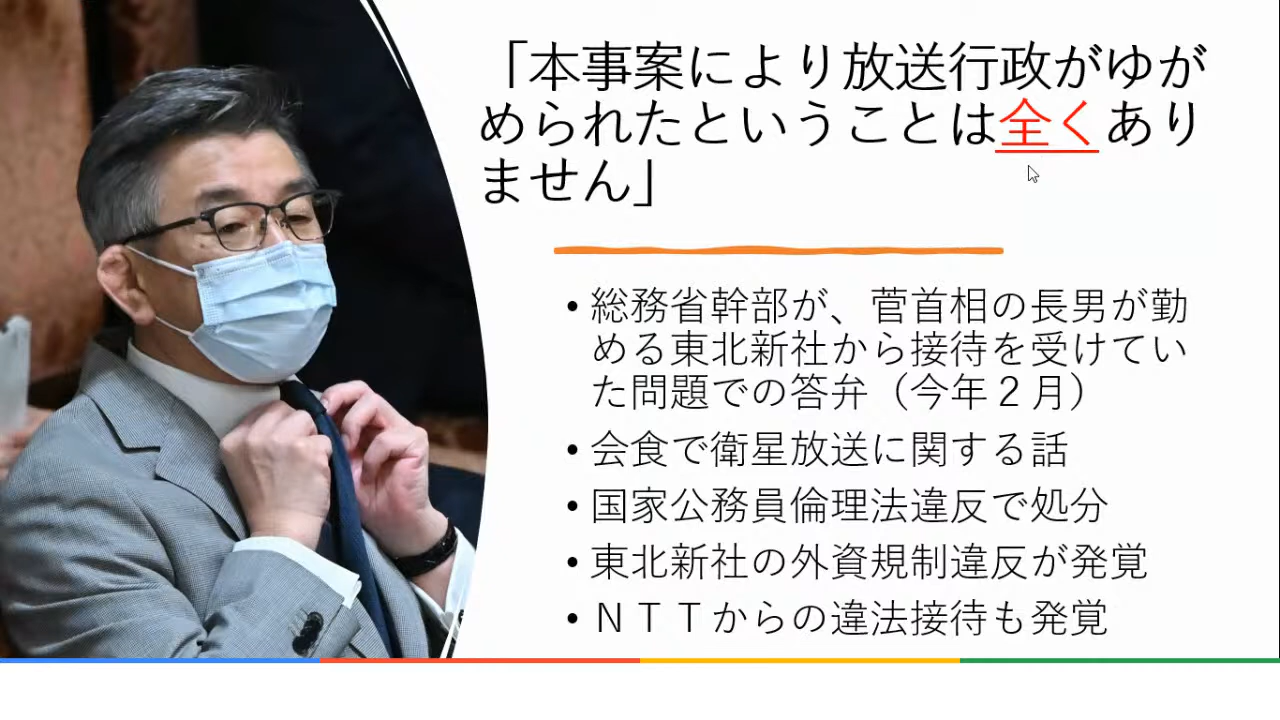 「本事案により放送行政がゆが
められたということは全くあり
ません」
• 総務省幹部が、菅首相の長男が勤
める東北新社から接待を受けてい
た問題での答弁（今年２月）
• 会食で衛星放送に関する話
• 国家公務員倫理法違反で処分
• 東北新社の外資規制違反が発覚
• ＮＴＴからの違法接待も発覚